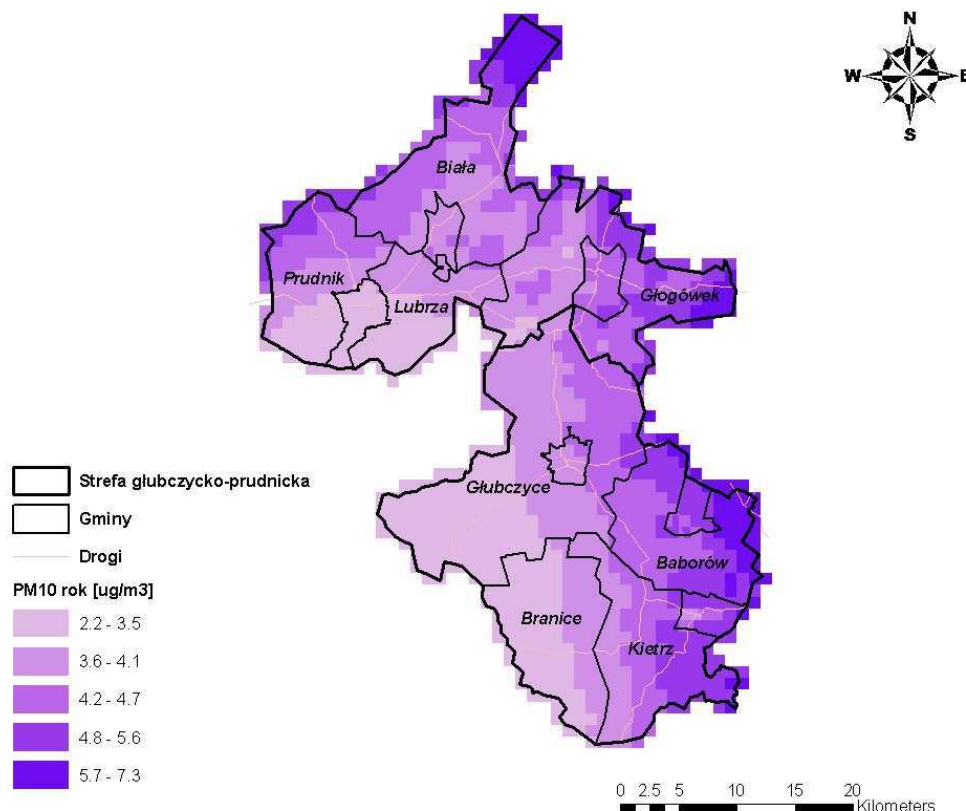 N
W E
S
Biała
Prudnik
Lubrza
Głogówek
Głubczyce
Baborów
Branice
Kietrz
Strefa głubczycko-prudnicka
Gminy
Drogi
PM10 rok [ug/m3]
2.2 - 3.5
3.6 - 4.1
4.2 - 4.7
4.8 - 5.6
5.7 - 7.3
0 2.5 5 10 15 20
Kilometers